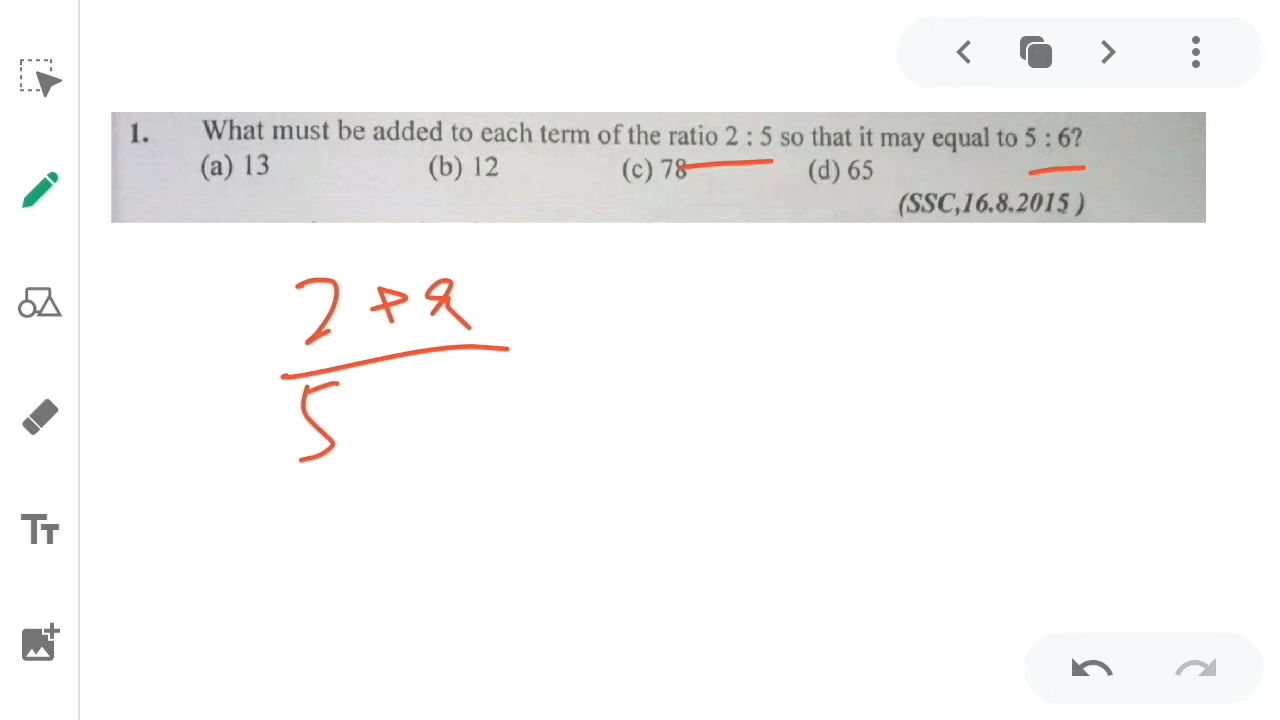 1. What must be added to each term of the ratio 2 : 5 so that it may equal to 5 : 6?
(a) 13 (b) 12 (c) 78 (d) 65
(SSC,16.8.2015 )
2 +
5
Tт